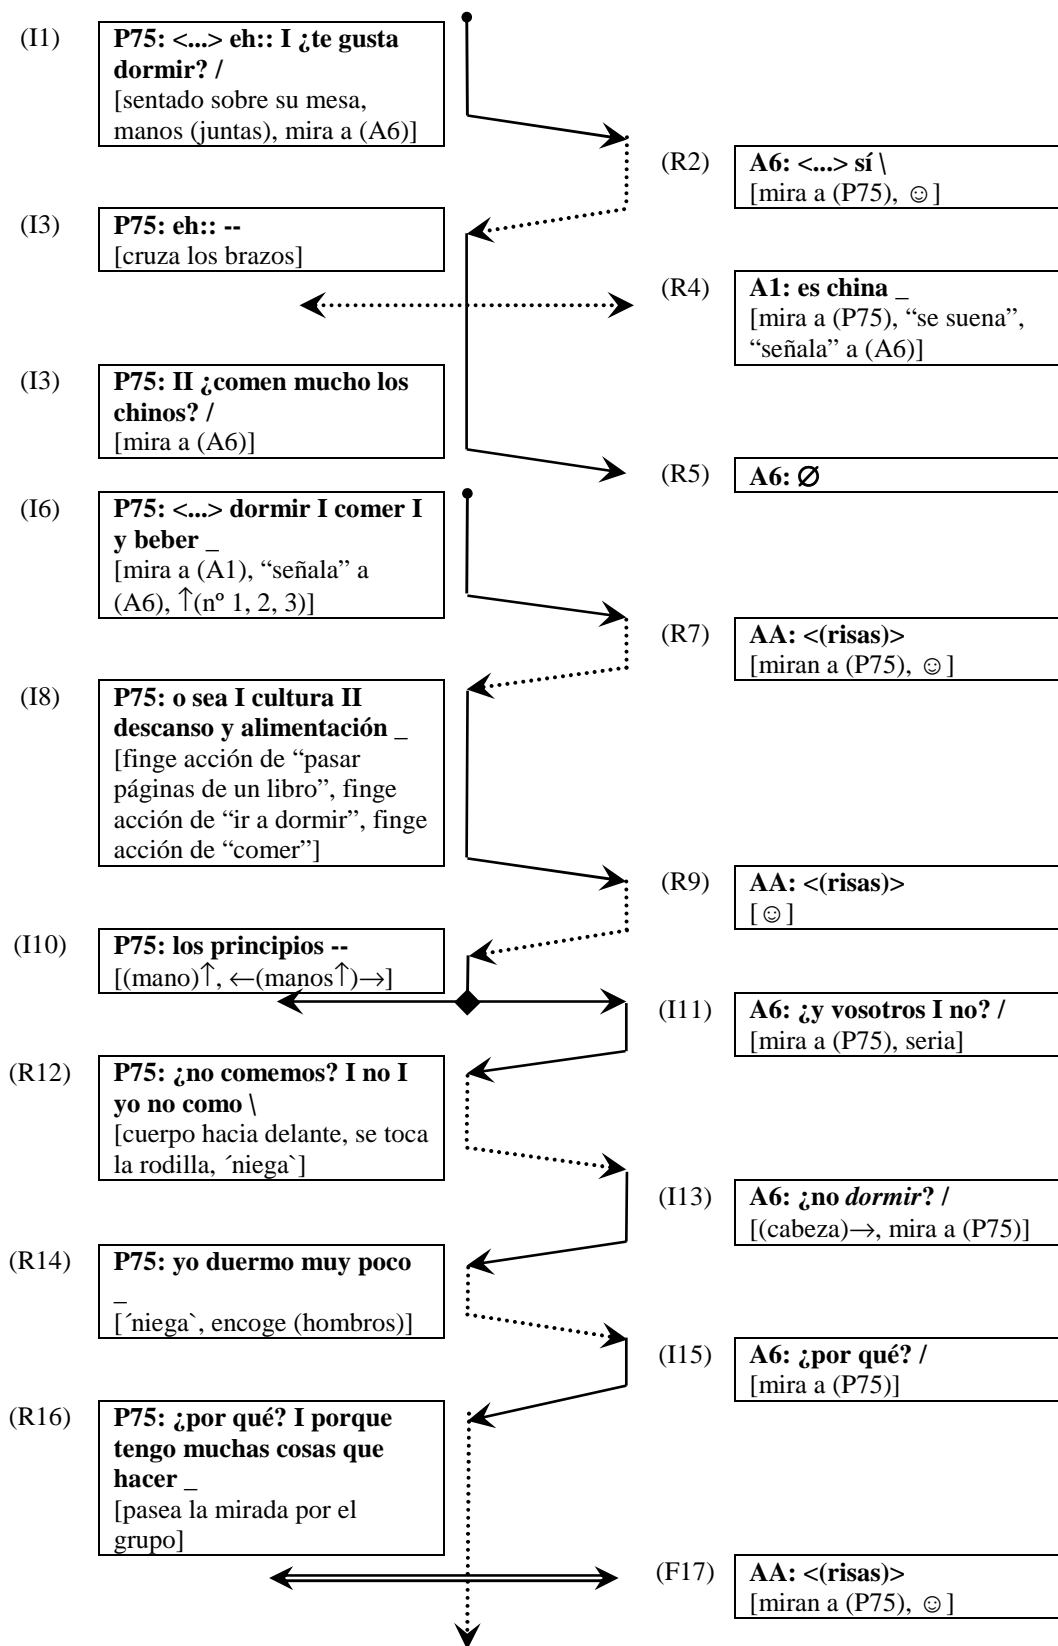 (I1)
P75: <...> eh:: I ¿te gusta
dormir? /
[sentado sobre su mesa,
manos (juntas), mira a (A6)]
(R2)
A6: <...> sí \
[mira a (P75), ☺]
(I3)
P75: eh:: --
[cruza los brazos]
(R4)
A1: es china _
[mira a (P75), “se suena”,
“señala” a (A6)]
(I3)
P75: II ¿comen mucho los
chinos? /
[mira a (A6)]
(R5)
A6: Ø
(I6)
P75: <...> dormir I comer I
y beber _
[mira a (A1), “señala” a
(A6), ↑(nº 1, 2, 3)]
(R7)
AA: <(risas)>
[miran a (P75), ☺]
(I8)
P75: o sea I cultura II
descanso y alimentación _
[finge acción de “pasar
páginas de un libro”, finge
acción de “ir a dormir”, finge
acción de “comer”]
(R9)
AA: <(risas)>
[☺]
(I10)
P75: los principios --
[(mano)↑, ←(manos↑)→]
(I11)
A6: ¿y vosotros I no? /
[mira a (P75), seria]
(R12)
P75: ¿no comemos? I no I
yo no como \
[cuerpo hacia delante, se toca
la rodilla, ´niega`]
(I13)
A6: ¿no dormir? /
[(cabeza)→, mira a (P75)]
(R14)
P75: yo duermo muy poco
_
[´niega`, encoge (hombros)]
(I15)
A6: ¿por qué? /
[mira a (P75)]
(R16)
P75: ¿por qué? I porque
tengo muchas cosas que
hacer _
[pasea la mirada por el
grupo]
(F17)
AA: <(risas)>
[miran a (P75), ☺]